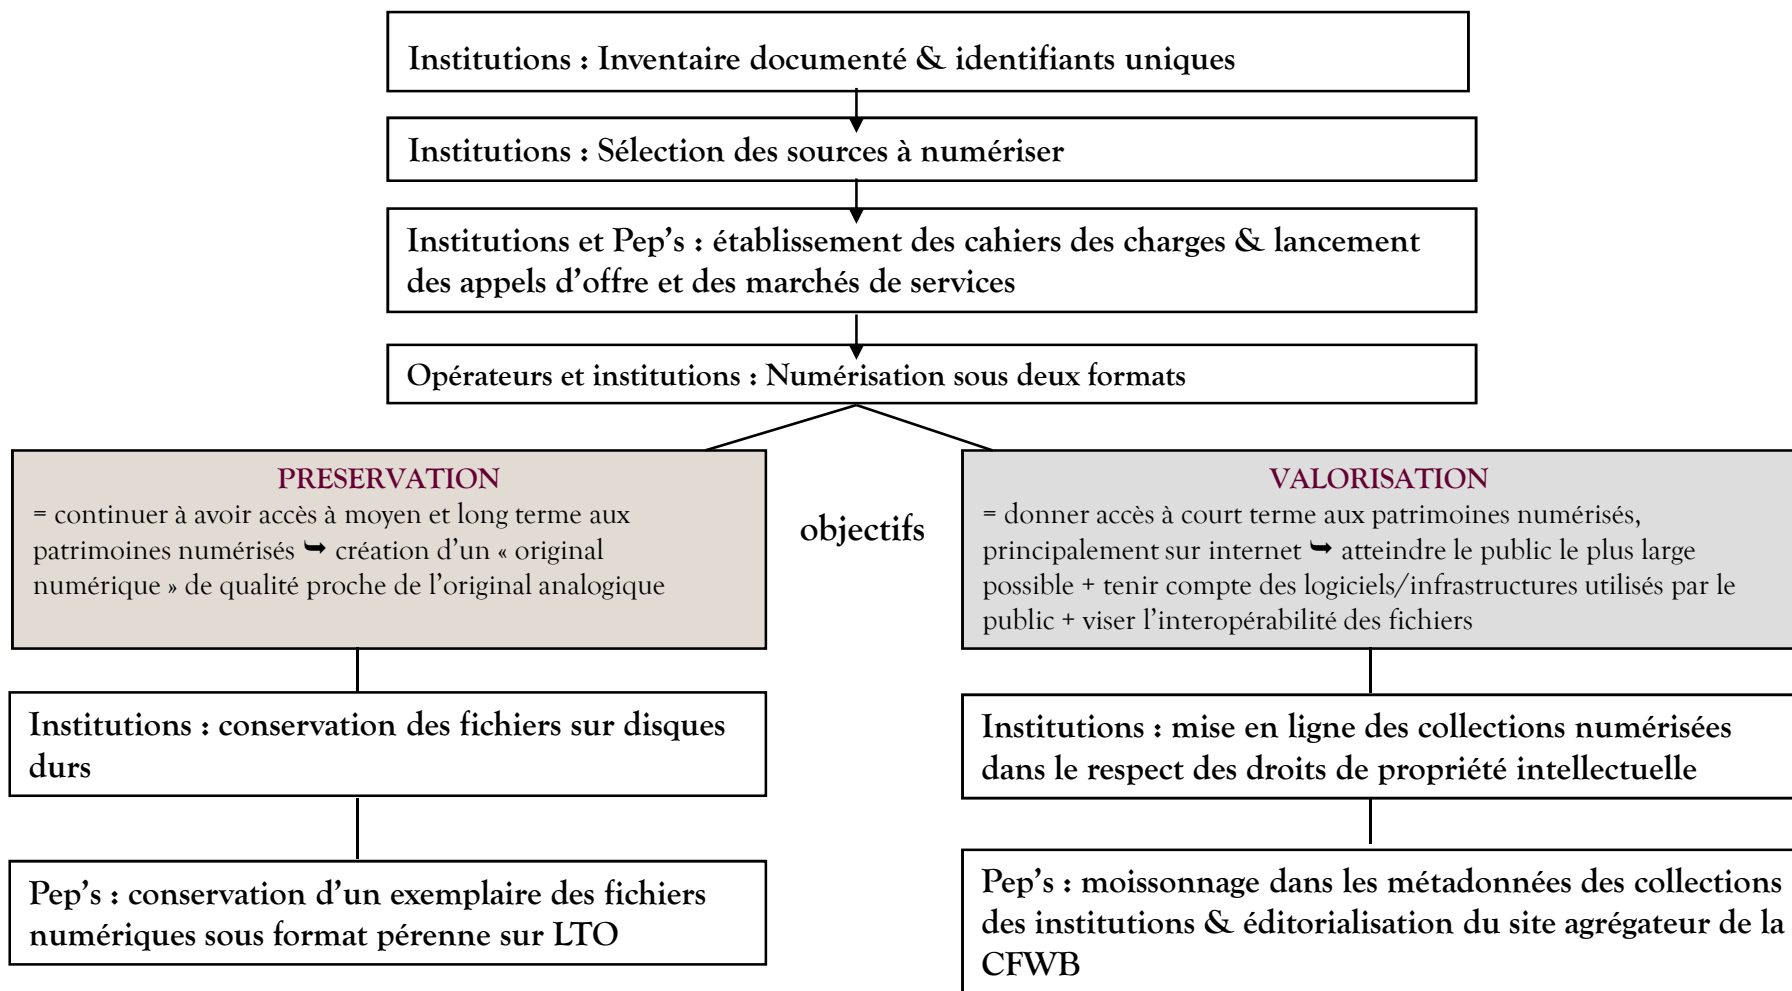 Institutions : Inventaire documenté & identifiants uniques
Institutions : Sélection des sources à numériser
Institutions et Pep's : établissement des cahiers des charges & lancement
des appels d'offre et des marchés de services
Opérateurs et institutions : Numérisation sous deux formats
PRESERVATION
= continuer à avoir accès à moyen et long terme aux
patrimoines numérisés ➥ création d'un « original
numérique » de qualité proche de l'original analogique
objectifs
VALORISATION
= donner accès à court terme aux patrimoines numérisés,
principalement sur internet ➥ atteindre le public le plus large
possible + tenir compte des logiciels/infrastructures utilisés par le
public + viser l'interopérabilité des fichiers
Institutions : conservation des fichiers sur disques
durs
Institutions : mise en ligne des collections numérisées
dans le respect des droits de propriété intellectuelle
Pep's : conservation d'un exemplaire des fichiers
numériques sous format pérenne sur LTO
Pep's : moissonnage dans les métadonnées des collections
des institutions & éditorialisation du site agrégateur de la
CFWB